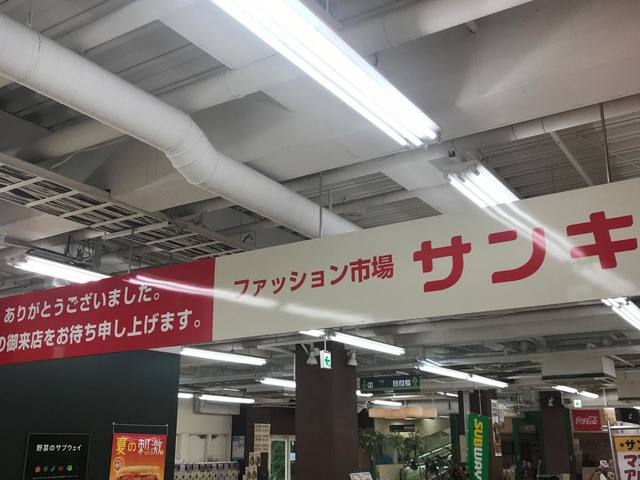 ありがとうございました。
の御来店をお待ち申し上げます。
ファッション市場 サンキ
野菜のサブウェイ
夏の刺激
SUBWAY
Coca-Cola